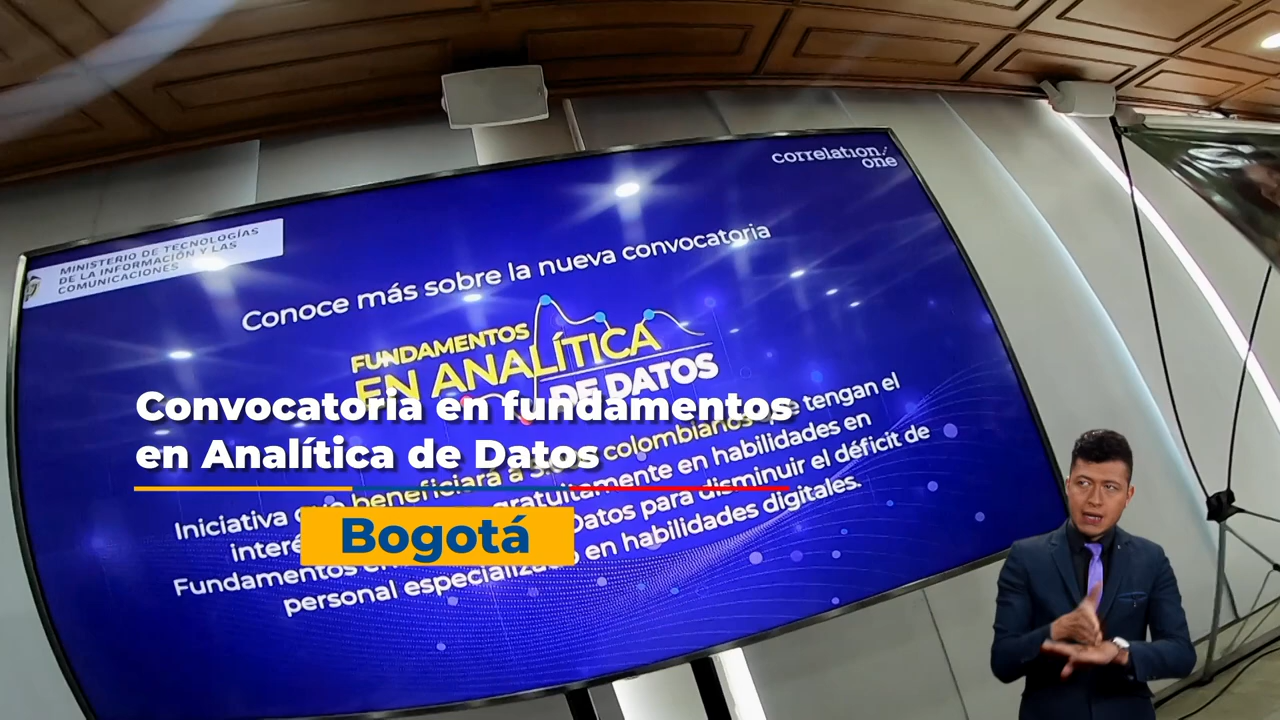 correlation
one
MINISTERIO DE TECNOLOGÍAS
DE LA INFORMACIÓN Y LAS
COMUNICACIONES
Conoce más sobre la nueva convocatoria
FUNDAMENTOS
EN ANALÍTICA
DE DATOS
Convocatoria en fundamentos
en Analítica de Datos
Bogotá
Iniciativa beneficiará a colombianos tengan el
gratuitamente en habilidades en
Fundamentos Datos para disminuir el déficit de
personal en habilidades digitales.